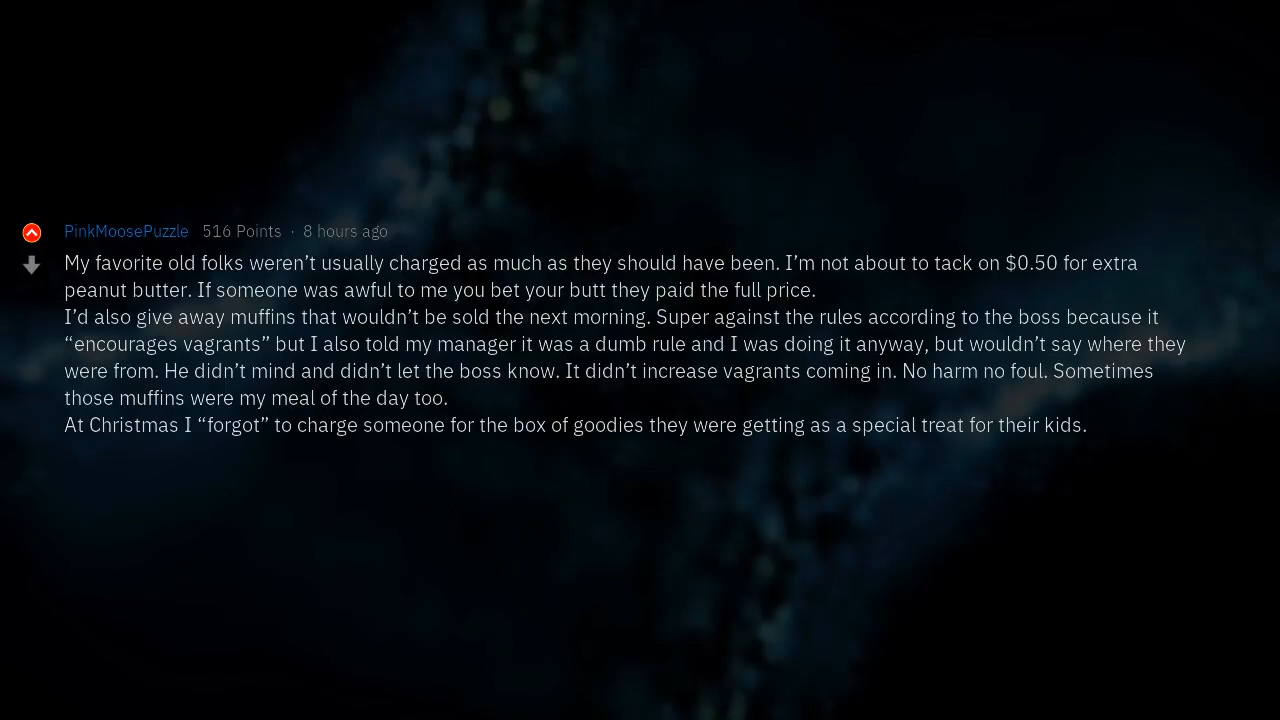 PinkMoosePuzzle 516 Points · 8 hours ago
My favorite old folks weren’t usually charged as much as they should have been. I’m not about to tack on $0.50 for extra
peanut butter. If someone was awful to me you bet your butt they paid the full price.
I’d also give away muffins that wouldn’t be sold the next morning. Super against the rules according to the boss because it
“encourages vagrants” but I also told my manager it was a dumb rule and I was doing it anyway, but wouldn’t say where they
were from. He didn’t mind and didn’t let the boss know. It didn’t increase vagrants coming in. No harm no foul. Sometimes
those muffins were my meal of the day too.
At Christmas I “forgot” to charge someone for the box of goodies they were getting as a special treat for their kids.